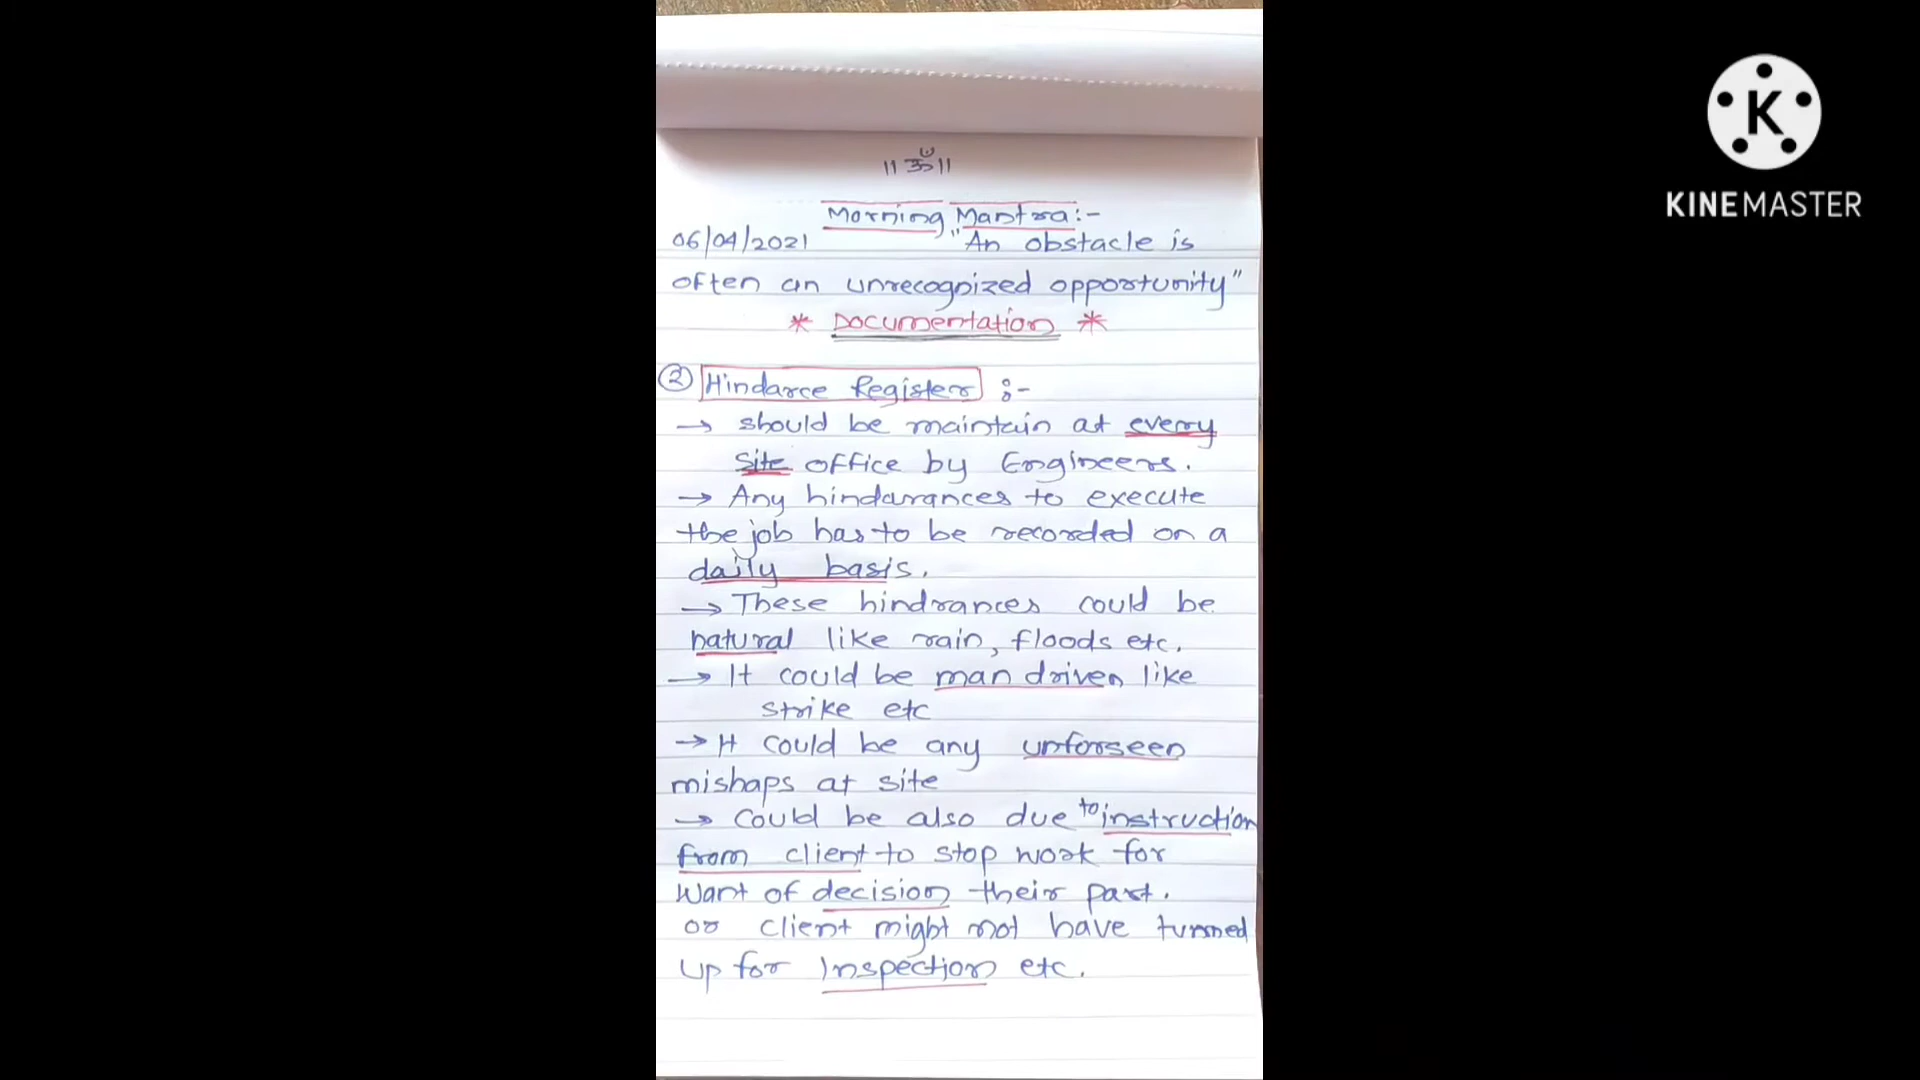 ॥ ॐ ॥
Morning Mantra:-
06/04/2021 "An obstacle is
often an unrecognized opportunity"
* Documentation *
② Hindarce Register :-
→ should be maintain at every
site office by Engineers.
→ Any hindarances to execute
the job has to be recorded on a
daily basis.
→ These hindrances could be
natural like rain, floods etc.
→ It could be man driven like
strike etc
→ It could be any unforseen
mishaps at site
→ Could be also due to instruction
from client to stop work for
want of decision their part.
or client might not have turned
up for Inspection etc.
K
KINEMASTER